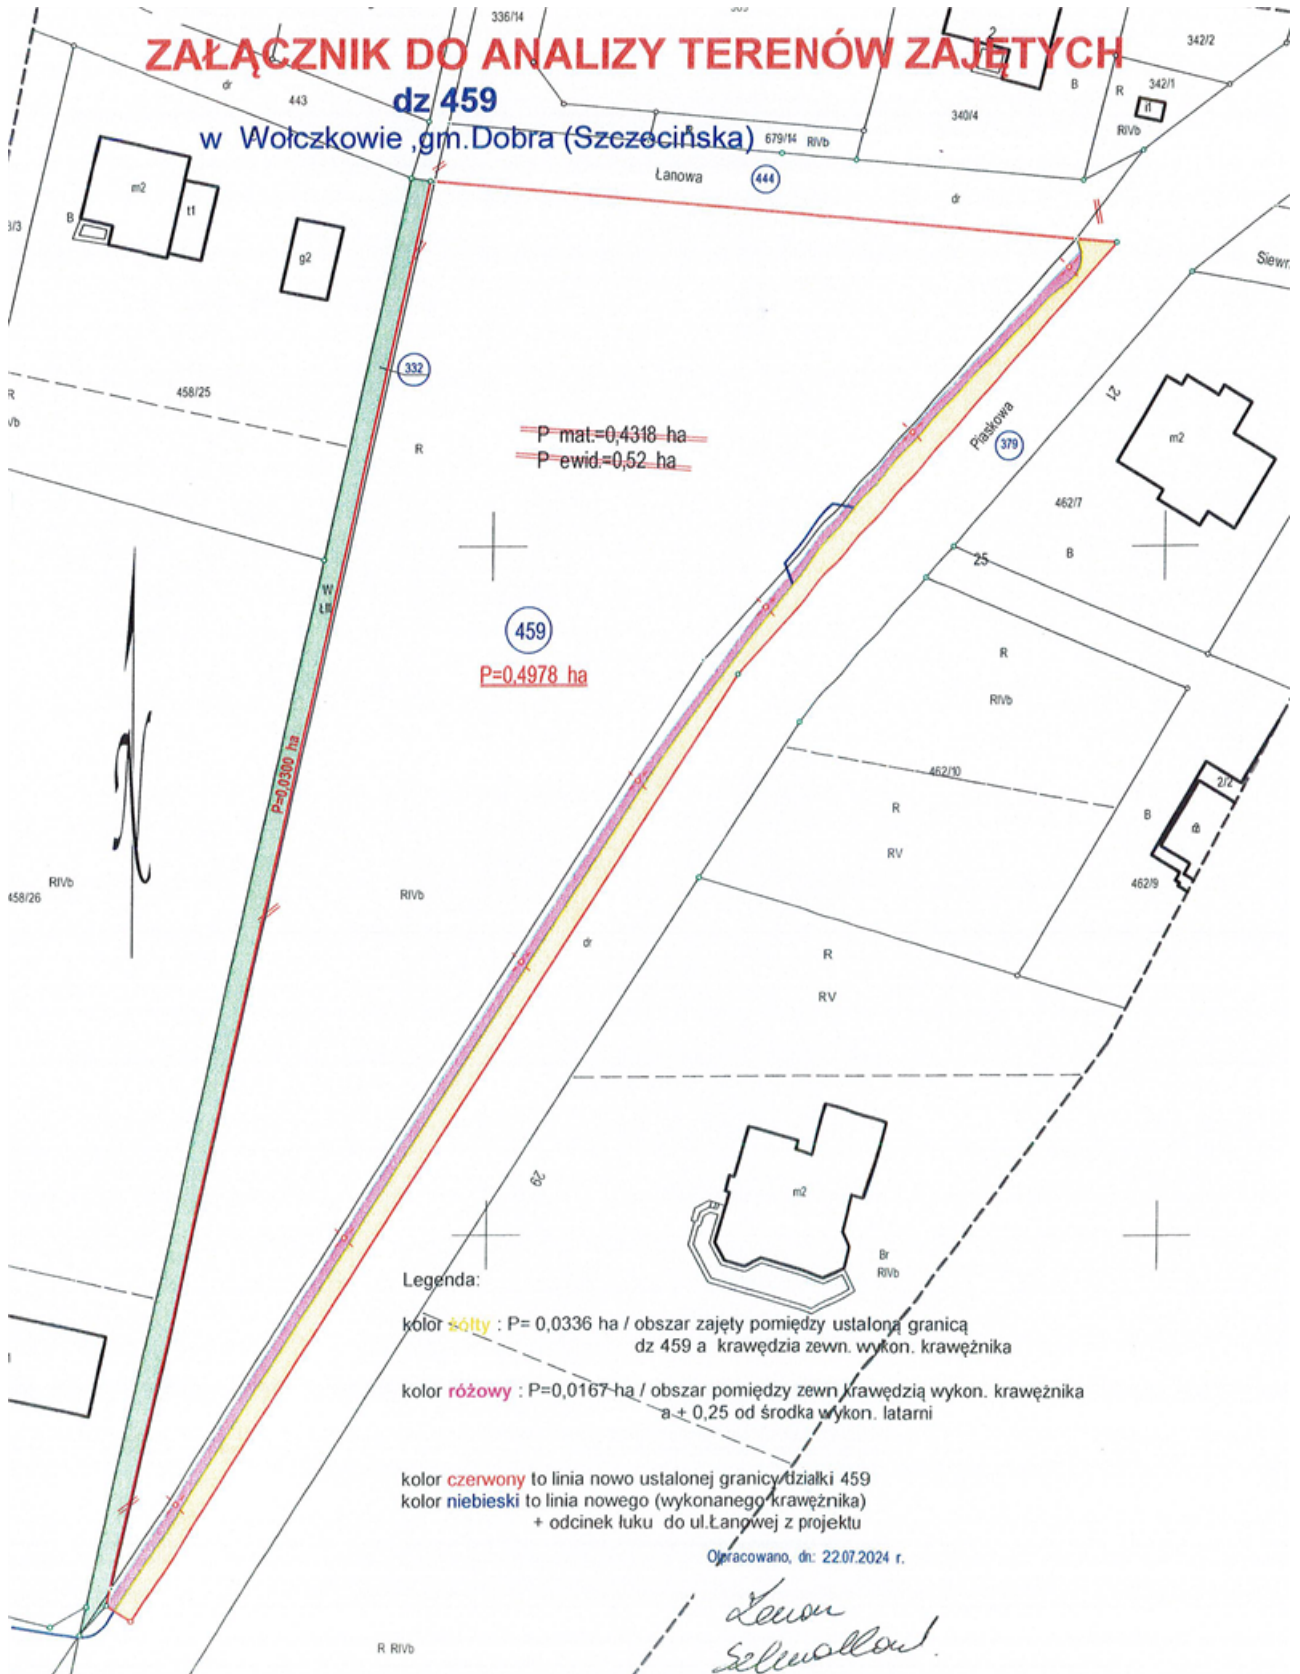 336/14
ZAŁĄCZNIK DO ANALIZY TERENÓW ZAJĘTYCH
2
342/2
dr
443
dz 459
B
R
342/1
i1
340/4
RIVb
w Wołczkowie ,gm.Dobra (Szczecińska)
R
679/14
RIVb
Łanowa
444
dr
m2
t1
B
g2
Siewn
332
458/25
R
P mat.=0,4318 ha
P ewid.=0,52 ha
Piaskowa
379
21
m2
462/7
B
25
W
ŁIII
459
P=0,4978 ha
R
RIVb
P=0,0300 ha
462/10
2/2
R
B
RV
RIVb
458/26
RIVb
462/9
dr
R
RV
29
m2
Br
RIVb
Legenda:
kolor żółty : P= 0,0336 ha / obszar zajęty pomiędzy ustaloną granicą
dz 459 a krawędzia zewn. wykon. krawężnika
kolor różowy : P=0,0167 ha / obszar pomiędzy zewn krawędzią wykon. krawężnika
a + 0,25 od środka wykon. latarni
kolor czerwony to linia nowo ustalonej granicy działki 459
kolor niebieski to linia nowego (wykonanego krawężnika)
+ odcinek łuku do ul.Łanowej z projektu
Opracowano, dn: 22.07.2024 r.
R RIVb